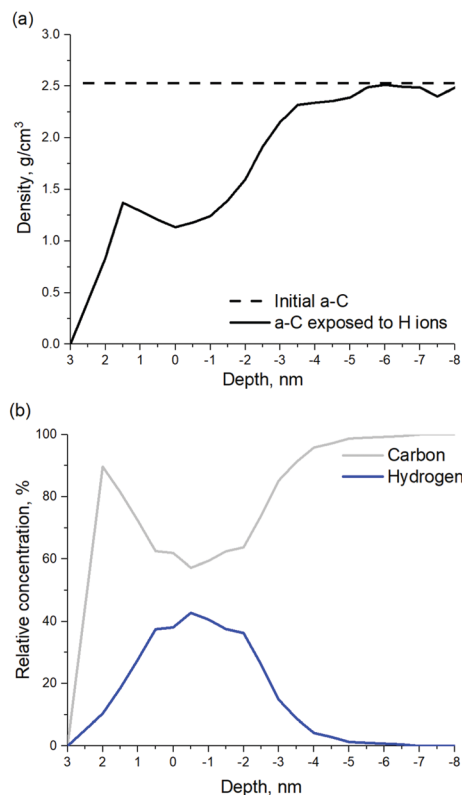 (a)
3.0
2.5
2.0
1.5
1.0
0.5
0.0
Density, g/cm³
Initial a-C
a-C exposed to H ions
3 2 1 0 -1 -2 -3 -4 -5 -6 -7 -8
Depth, nm
(b)
100
80
60
40
20
0
Relative concentration, %
Carbon
Hydrogen
3 2 1 0 -1 -2 -3 -4 -5 -6 -7 -8
Depth, nm